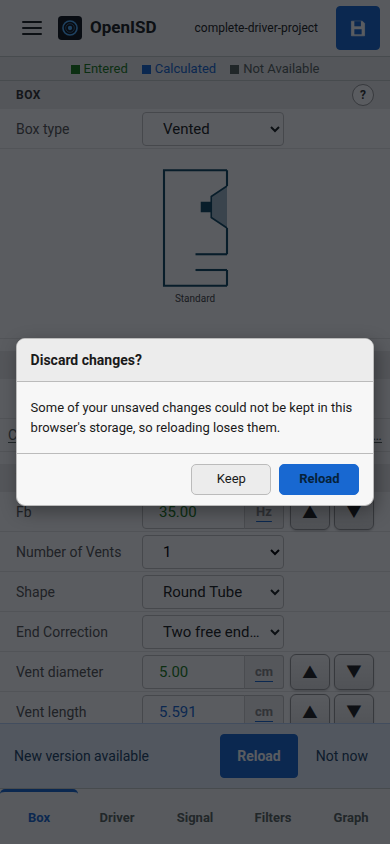 OpenISD
complete-driver-project
Entered Calculated Not Available
BOX ?
Box type Vented
Standard
Discard changes?
Some of your unsaved changes could not be kept in this
browser's storage, so reloading loses them.
Keep Reload
Fb 35.00 Hz
Number of Vents 1
Shape Round Tube
End Correction Two free end...
Vent diameter 5.00 cm
Vent length 5.591 cm
New version available Reload Not now
Box Driver Signal Filters Graph